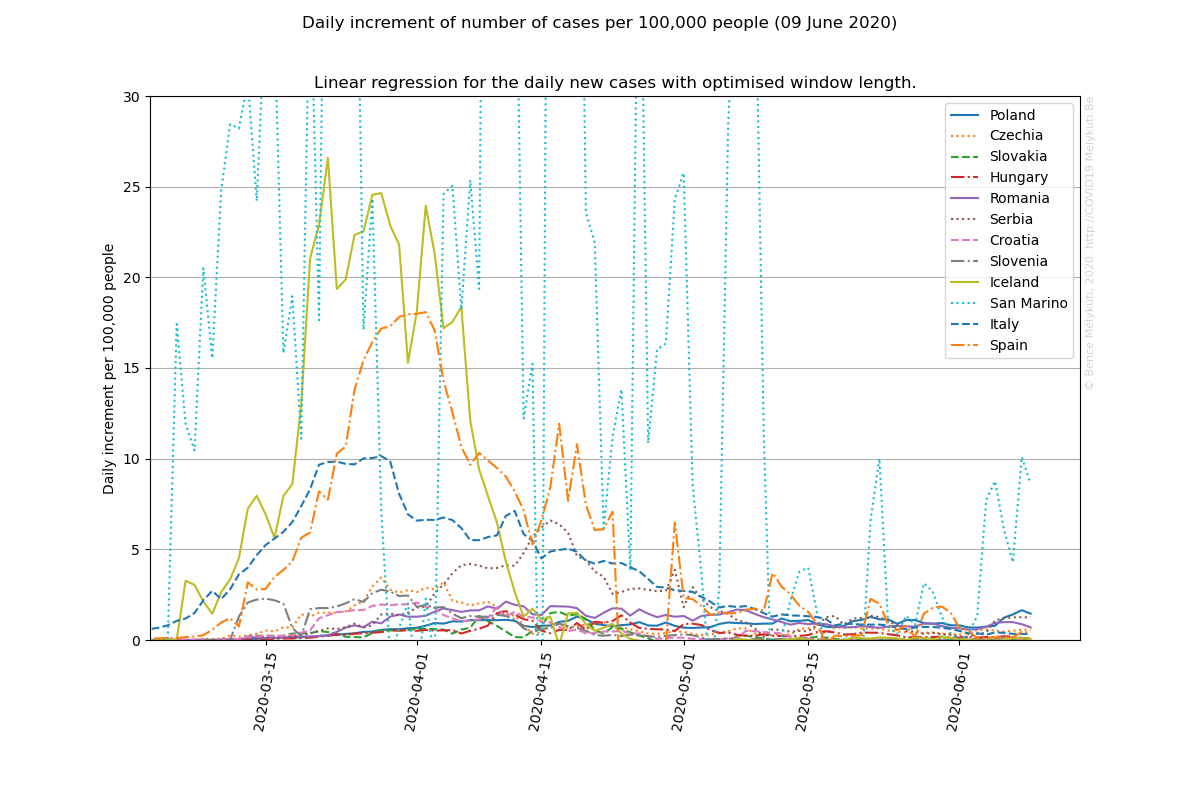 Daily increment of number of cases per 100,000 people (09 June 2020)
Linear regression for the daily new cases with optimised window length.
Daily increment per 100,000 people
30
25
20
15
10
5
0
2020-03-15
2020-04-01
2020-04-15
2020-05-01
2020-05-15
2020-06-01
Poland
Czechia
Slovakia
Hungary
Romania
Serbia
Croatia
Slovenia
Iceland
San Marino
Italy
Spain
© Bence Mélykúti, 2020 http://COVID19.Melykuti.Be